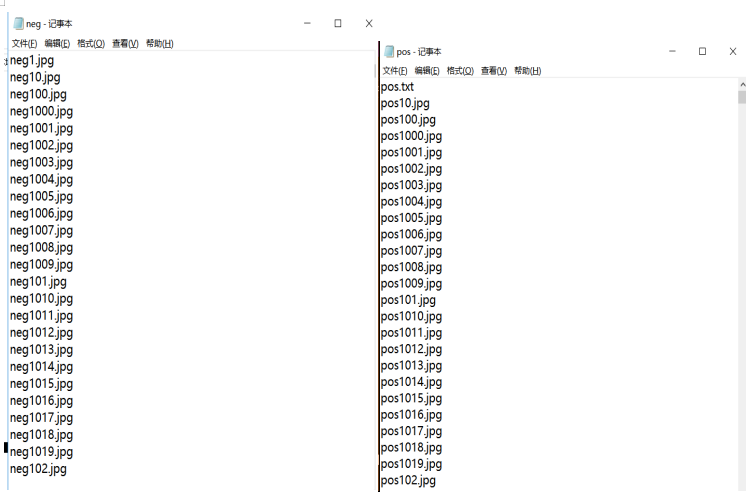 neg - 记事本
文件(F) 编辑(E) 格式(O) 查看(V) 帮助(H)
neg1.jpg
neg10.jpg
neg100.jpg
neg1000.jpg
neg1001.jpg
neg1002.jpg
neg1003.jpg
neg1004.jpg
neg1005.jpg
neg1006.jpg
neg1007.jpg
neg1008.jpg
neg1009.jpg
neg101.jpg
neg1010.jpg
neg1011.jpg
neg1012.jpg
neg1013.jpg
neg1014.jpg
neg1015.jpg
neg1016.jpg
neg1017.jpg
neg1018.jpg
neg1019.jpg
neg102.jpg
pos - 记事本
文件(F) 编辑(E) 格式(O) 查看(V) 帮助(H)
pos.txt
pos10.jpg
pos100.jpg
pos1000.jpg
pos1001.jpg
pos1002.jpg
pos1003.jpg
pos1004.jpg
pos1005.jpg
pos1006.jpg
pos1007.jpg
pos1008.jpg
pos1009.jpg
pos101.jpg
pos1010.jpg
pos1011.jpg
pos1012.jpg
pos1013.jpg
pos1014.jpg
pos1015.jpg
pos1016.jpg
pos1017.jpg
pos1018.jpg
pos1019.jpg
pos102.jpg